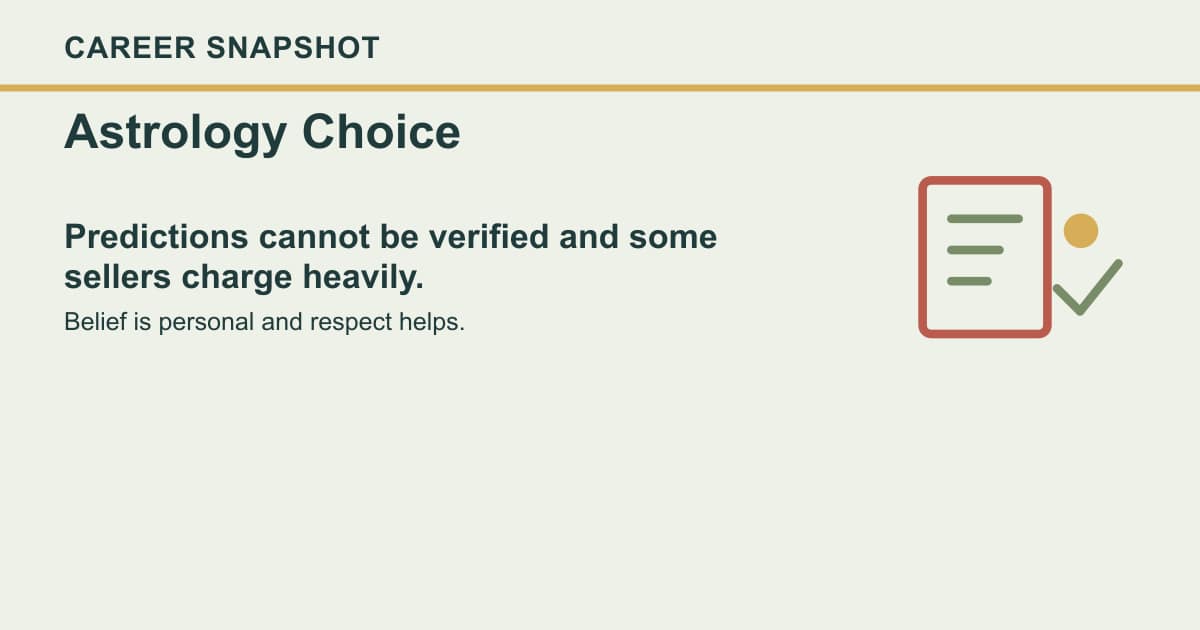 CAREER SNAPSHOT
Astrology Choice
Predictions cannot be verified and some
sellers charge heavily.
Belief is personal and respect helps.